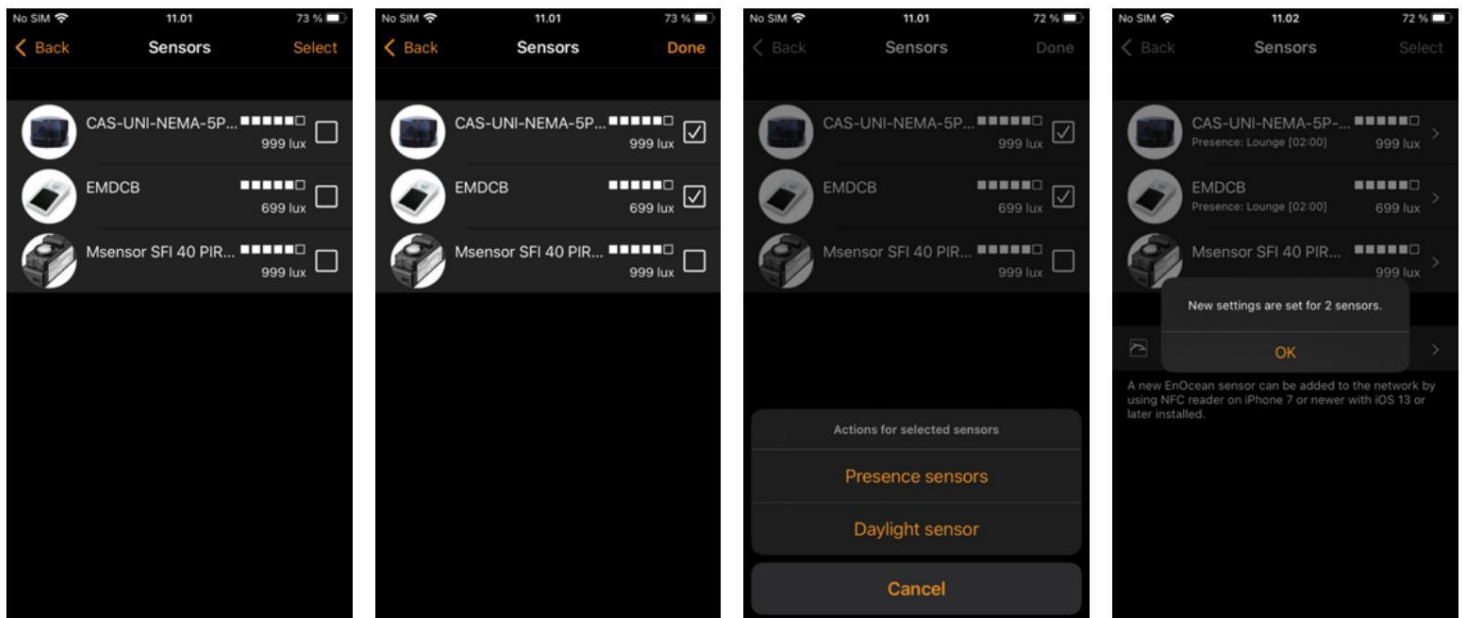 No SIM 11.01 73 %
Back Sensors Select
CAS-UNI-NEMA-5P...
999 lux
EMDCB
699 lux
Msensor SFI 40 PIR...
999 lux
No SIM 11.01 73 %
Back Sensors Done
CAS-UNI-NEMA-5P...
999 lux
EMDCB
699 lux
Msensor SFI 40 PIR...
999 lux
No SIM 11.01 72 %
Back Sensors Done
CAS-UNI-NEMA-5P...
999 lux
EMDCB
699 lux
Msensor SFI 40 PIR...
999 lux
Actions for selected sensors
Presence sensors
Daylight sensor
Cancel
No SIM 11.02 72 %
Back Sensors Select
CAS-UNI-NEMA-5P-...
Presence: Lounge [02:00] 999 lux
EMDCB
Presence: Lounge [02:00] 699 lux
Msensor SFI 40 PIR...
999 lux
New settings are set for 2 sensors.
OK
A new EnOcean sensor can be added to the network by
using NFC reader on iPhone 7 or newer with iOS 13 or
later installed.